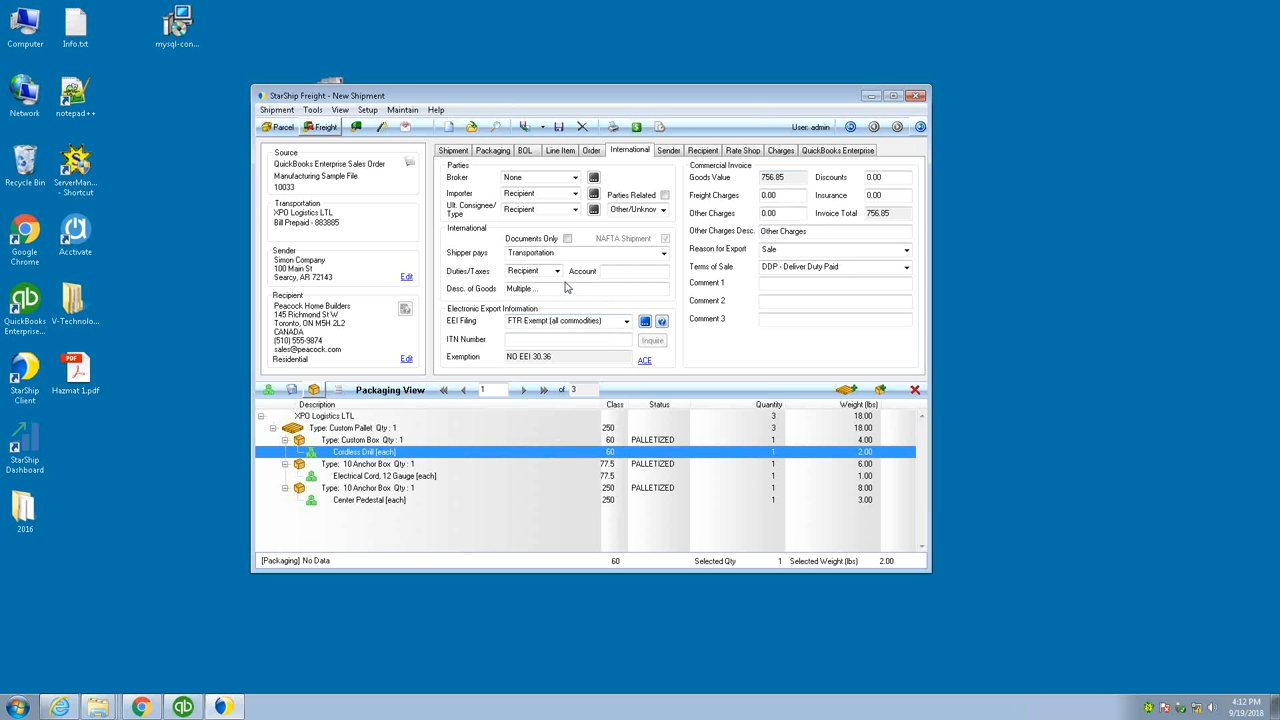 Computer
Info.txt
mysql-con...
Network
notepad++
Recycle Bin
ServerMan...
- Shortcut
Google
Chrome
Acctivate
QuickBooks
Enterprise...
V-Technolo...
StarShip
Client
Hazmat 1.pdf
StarShip
Dashboard
2016
StarShip Freight - New Shipment
Shipment Tools View Setup Maintain Help
Parcel Freight User: admin
Source
QuickBooks Enterprise Sales Order
Manufacturing Sample File
10033
Transportation
XPO Logistics LTL
Bill Prepaid - 883885
Sender
Simon Company
100 Main St
Searcy, AR 72143 Edit
Recipient
Peacock Home Builders
145 Richmond St W
Toronto, ON M5H 2L2
CANADA
(510) 555-9874
sales@peacock.com
Residential Edit
Shipment Packaging BOL Line Item Order International Sender Recipient Rate Shop Charges QuickBooks Enterprise
Parties
Broker None
Importer Recipient Parties Related
Ult. Consignee/ Recipient Other/Unknov
Type
International
Documents Only NAFTA Shipment
Shipper pays Transportation
Duties/Taxes Recipient Account
Desc. of Goods Multiple ...
Electronic Export Information
EEI Filing FTR Exempt (all commodities)
ITN Number Inquire
Exemption NO EEI 30.36 ACE
Commercial Invoice
Goods Value 756.85 Discounts 0.00
Freight Charges 0.00 Insurance 0.00
Other Charges 0.00 Invoice Total 756.85
Other Charges Desc. Other Charges
Reason for Export Sale
Terms of Sale DDP - Deliver Duty Paid
Comment 1
Comment 2
Comment 3
Packaging View 1 of 3
Description Class Status Quantity Weight (lbs)
XPO Logistics LTL 3 18.00
Type: Custom Pallet Qty : 1 250 3 18.00
Type: Custom Box Qty : 1 60 PALLETIZED 1 4.00
Cordless Drill [each] 60 1 2.00
Type: 10 Anchor Box Qty : 1 77.5 PALLETIZED 1 6.00
Electrical Cord, 12 Gauge [each] 77.5 1 1.00
Type: 10 Anchor Box Qty : 1 250 PALLETIZED 1 8.00
Center Pedestal [each] 250 1 3.00
[Packaging] No Data 60 Selected Qty 1 Selected Weight (lbs) 2.00
4:12 PM
9/19/2018